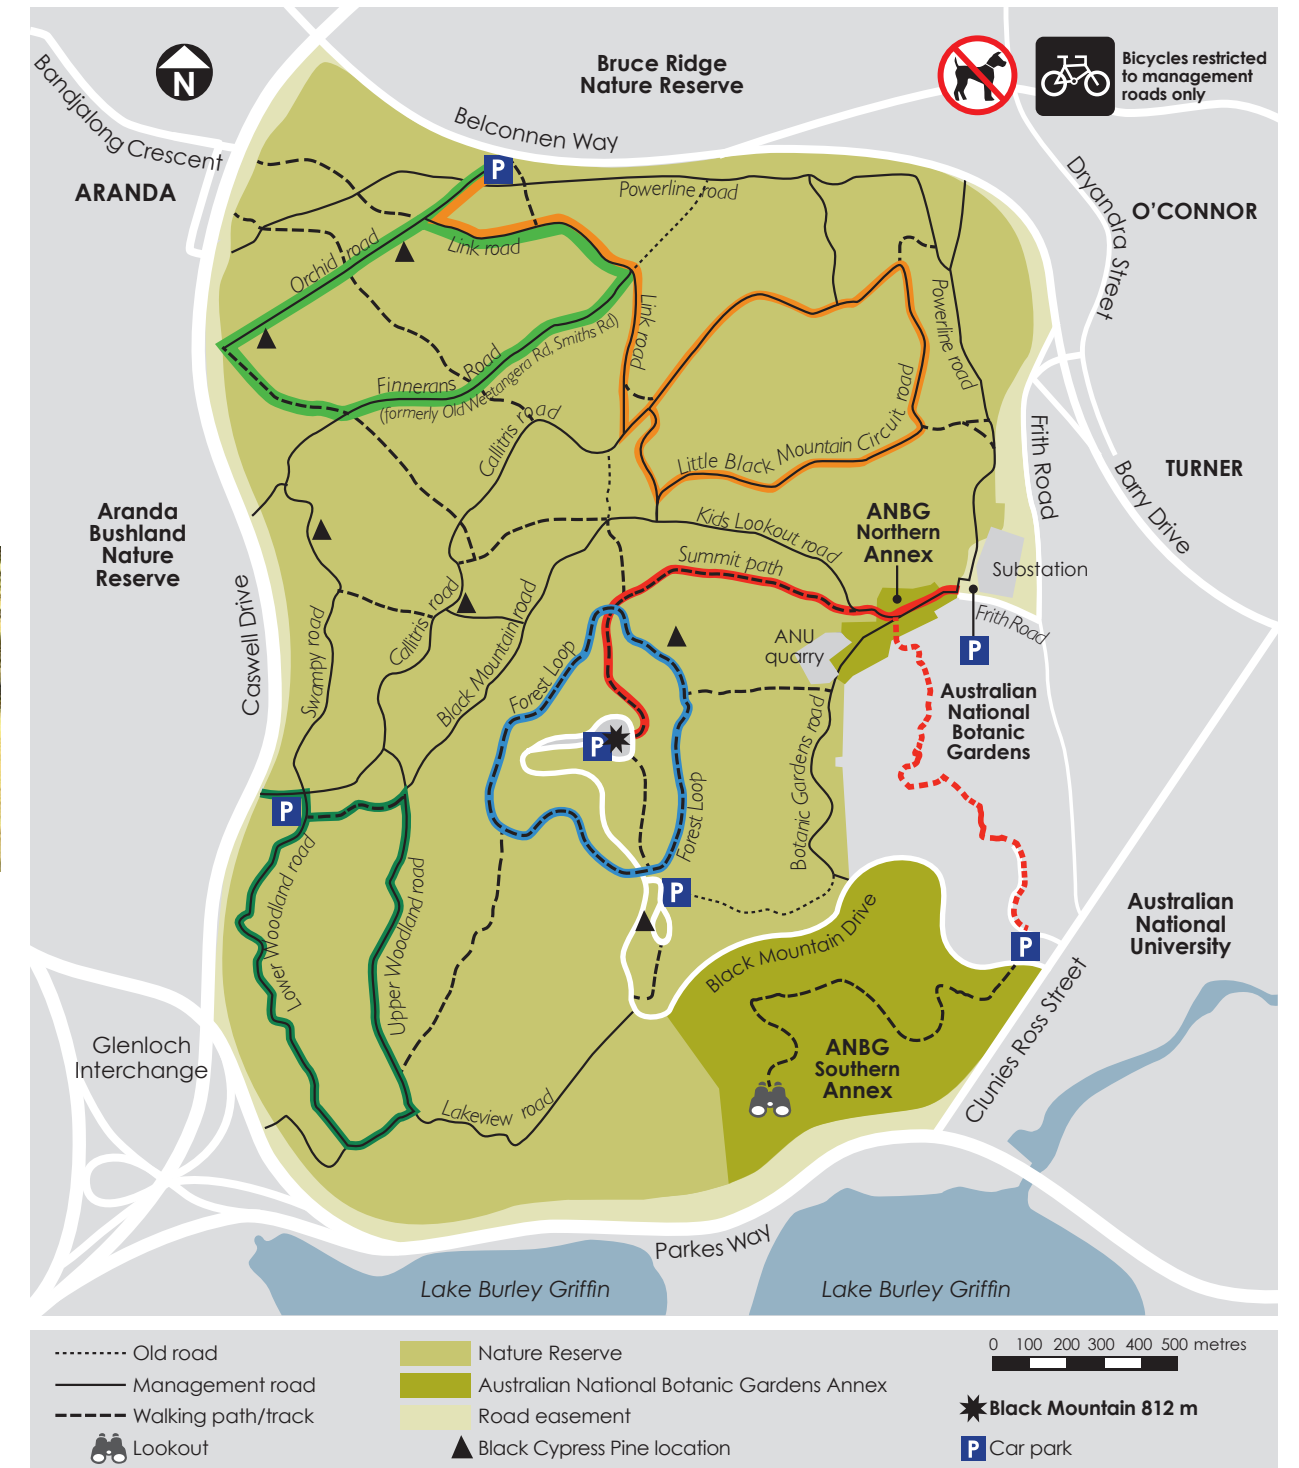 Bandjalong Crescent
N
Bruce Ridge
Nature Reserve
Bicycles restricted
to management
roads only
Belconnen Way
ARANDA
P
Powerline road
Dryandra Street
O'CONNOR
Orchid road
Link road
Link road
Powerline road
Finnerans Road
(formerly Old Weetangera Rd, Smiths Rd)
Callitris road
Little Black Mountain Circuit road
Frith Road
TURNER
Barry Drive
Aranda
Bushland
Nature
Reserve
Kids Lookout road
ANBG
Northern
Annex
Summit path
Substation
Caswell Drive
Swampy road
Callitris road
Black Mountain road
Forest Loop
ANU
quarry
Frith Road
P
Australian
National
Botanic
Gardens
P
Botanic Gardens road
P
Forest Loop
Lower Woodland road
Upper Woodland road
P
Black Mountain Drive
Australian
National
University
P
Glenloch
Interchange
ANBG
Southern
Annex
Clunies Ross Street
Lakeview road
Parkes Way
Lake Burley Griffin
Lake Burley Griffin
Old road
Management road
Walking path/track
Lookout
Nature Reserve
Australian National Botanic Gardens Annex
Road easement
Black Cypress Pine location
0 100 200 300 400 500 metres
Black Mountain 812 m
P Car park